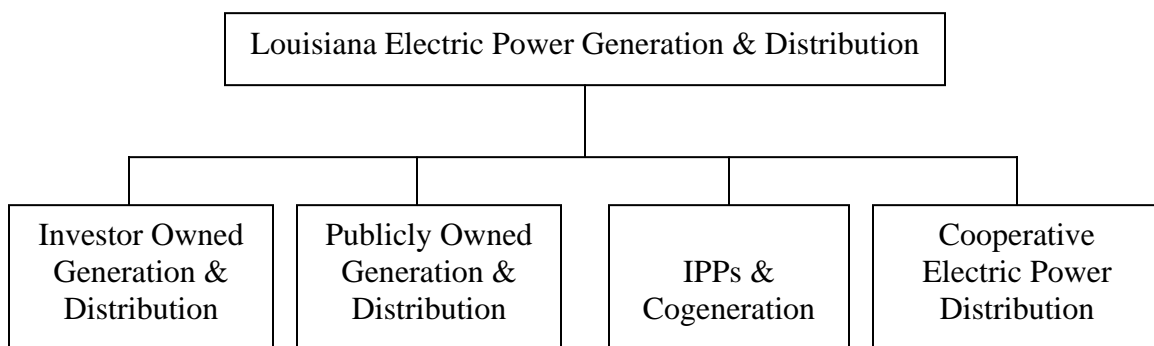 Louisiana Electric Power Generation & Distribution
Investor Owned
Generation &
Distribution
Publicly Owned
Generation &
Distribution
IPPs &
Cogeneration
Cooperative
Electric Power
Distribution